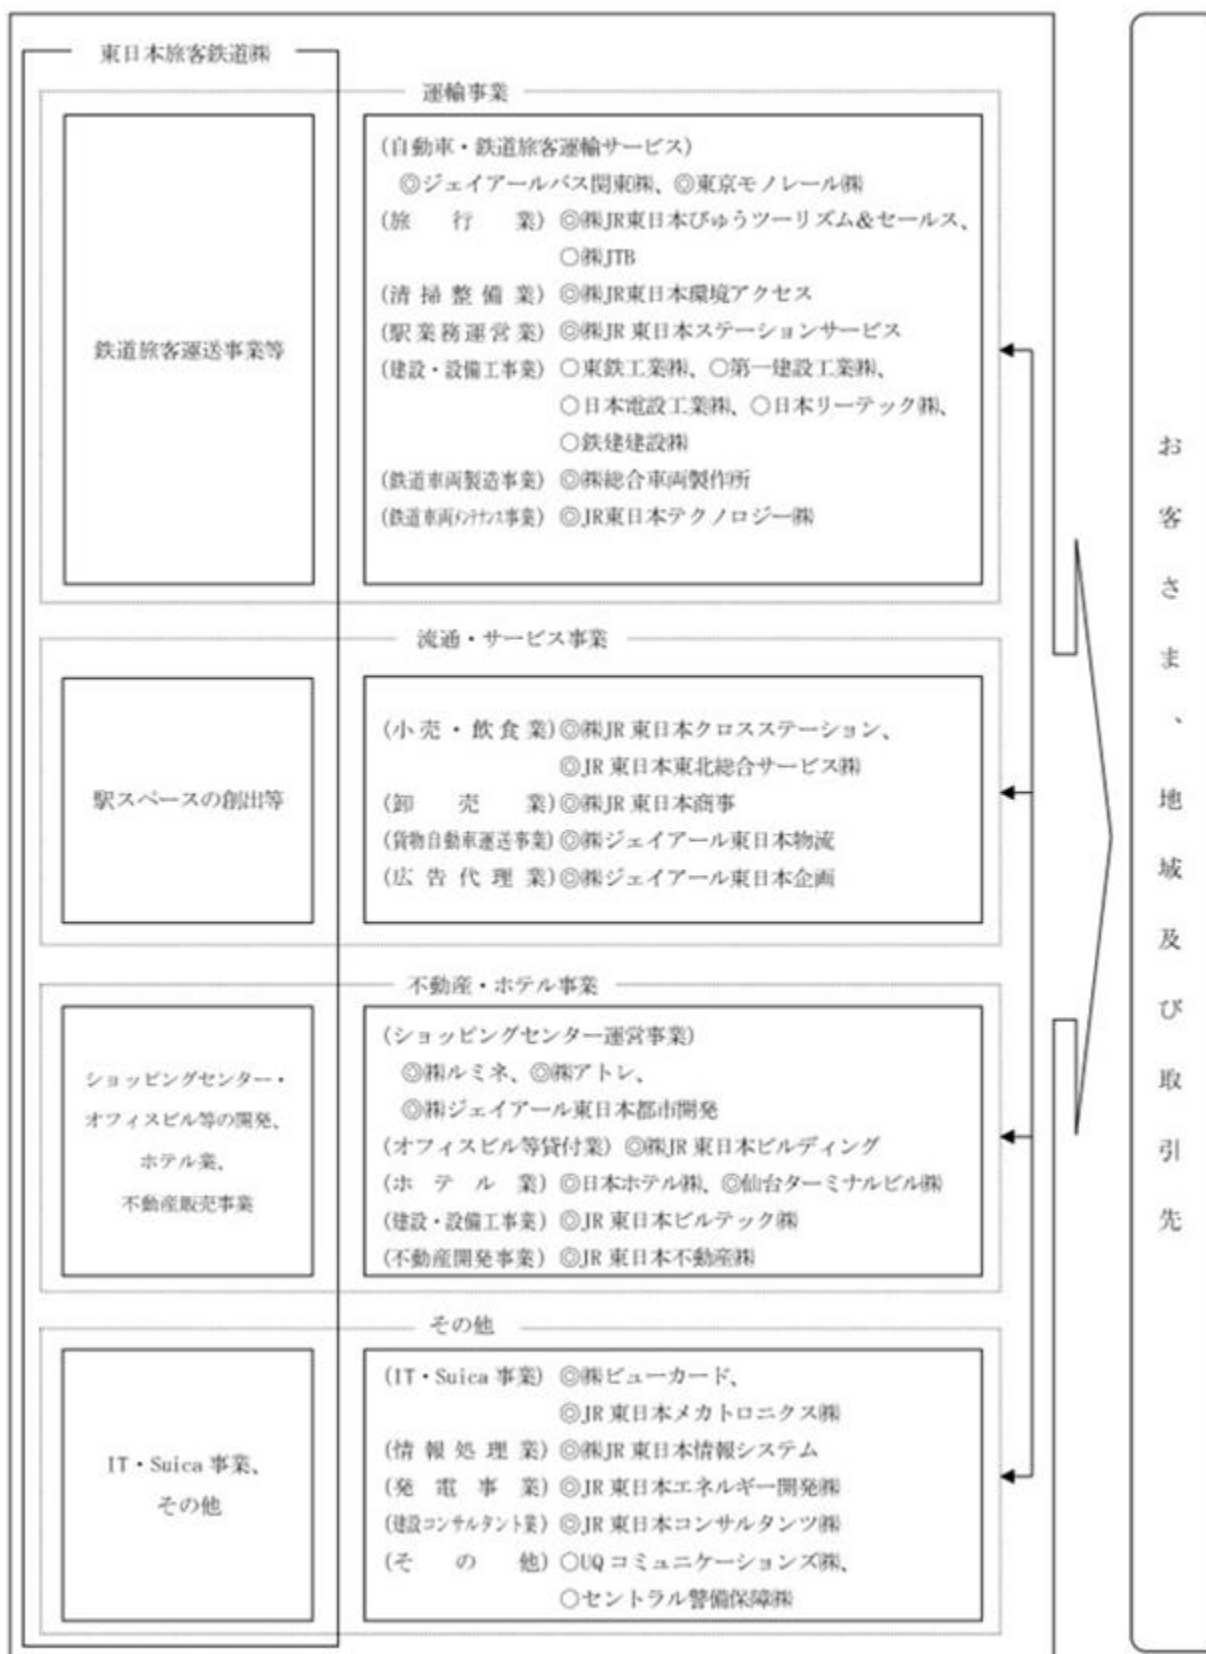 東日本旅客鉄道㈱
運輸事業
鉄道旅客運送事業等
(自動車・鉄道旅客運輸サービス)
◎ジェイアールバス関東㈱、◎東京モノレール㈱
(旅行業) ◎㈱JR東日本びゅうツーリズム&セールス、
○㈱JTB
(清掃整備業) ◎㈱JR東日本環境アクセス
(駅業務運営業) ◎㈱JR東日本ステーションサービス
(建設・設備工事業) ○東鉄工業㈱、○第一建設工業㈱、
○日本電設工業㈱、○日本リーテック㈱、
○鉄建建設㈱
(鉄道車両製造事業) ◎㈱総合車両製作所
(鉄道車両メンテナンス事業) ◎JR東日本テクノロジー㈱
流通・サービス事業
駅スペースの創出等
(小売・飲食業)◎㈱JR東日本クロスステーション、
◎JR東日本東北総合サービス㈱
(卸売業)◎㈱JR東日本商事
(貨物自動車運送事業)◎㈱ジェイアール東日本物流
(広告代理業)◎㈱ジェイアール東日本企画
不動産・ホテル事業
ショッピングセンター・
オフィスビル等の開発、
ホテル業、
不動産販売事業
(ショッピングセンター運営事業)
◎㈱ルミネ、◎㈱アトレ、
◎㈱ジェイアール東日本都市開発
(オフィスビル等貸付業) ◎㈱JR東日本ビルディング
(ホテル業) ◎日本ホテル㈱、◎仙台ターミナルビル㈱
(建設・設備工事業) ◎JR東日本ビルテック㈱
(不動産開発事業) ◎JR東日本不動産㈱
その他
IT・Suica事業、
その他
(IT・Suica事業) ◎㈱ビューカード、
◎JR東日本メカトロニクス㈱
(情報処理業)◎㈱JR東日本情報システム
(発電事業)◎JR東日本エネルギー開発㈱
(建設コンサルタント業)◎JR東日本コンサルタンツ㈱
(その他)○UQコミュニケーションズ㈱、
○セントラル警備保障㈱
お客さま、地域及び取引先